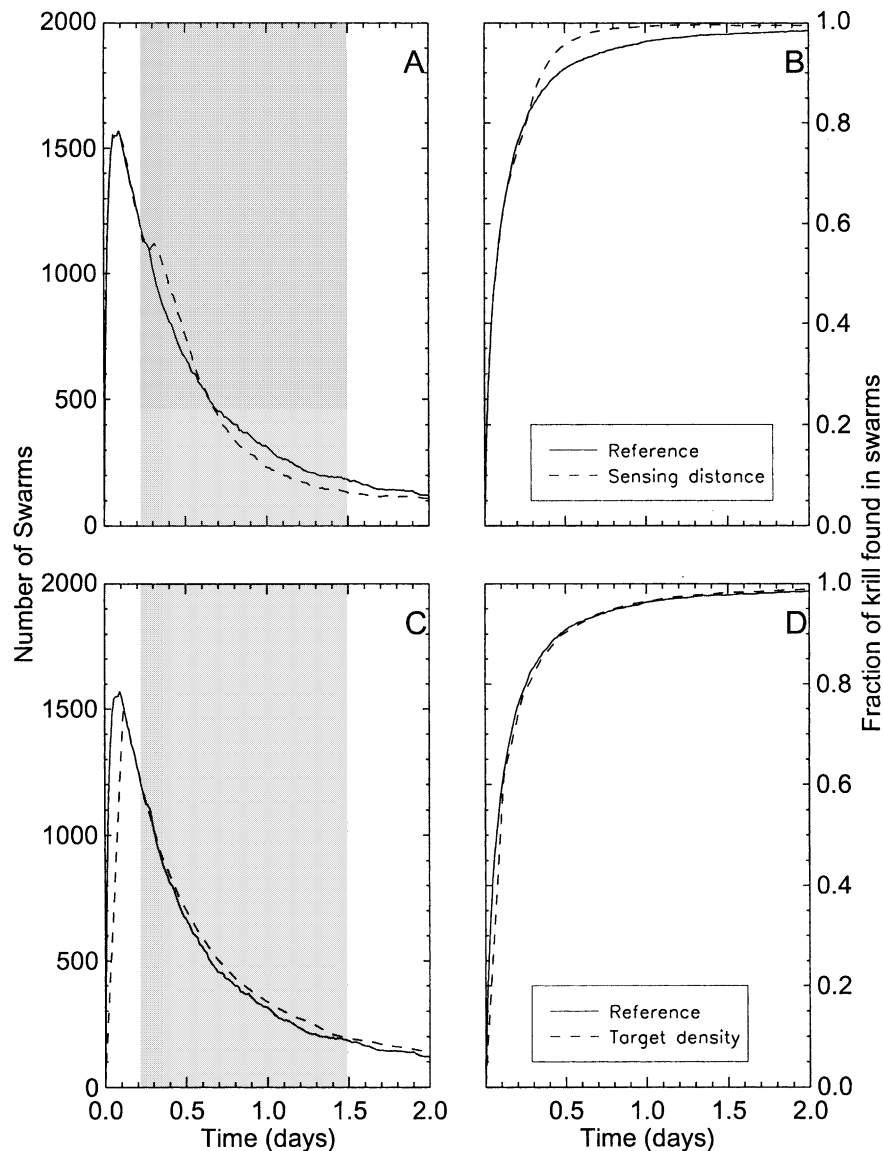 2000
1500
1000
500
0
A
Number of Swarms
B
1.0
0.8
0.6
0.4
0.2
0.0
Reference
Sensing distance
Fraction of krill found in swarms
2000
1500
1000
500
0
C
0.0
0.5
1.0
1.5
2.0
Time (days)
D
1.0
0.8
0.6
0.4
0.2
0.0
Reference
Target density
0.5
1.0
1.5
2.0
Time (days)